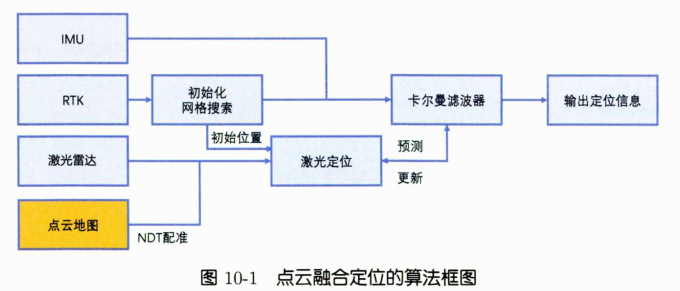 IMU
RTK
初始化
网格搜索
卡尔曼滤波器
输出定位信息
初始位置
预测
激光雷达
激光定位
更新
点云地图
NDT配准
图 10-1 点云融合定位的算法框图